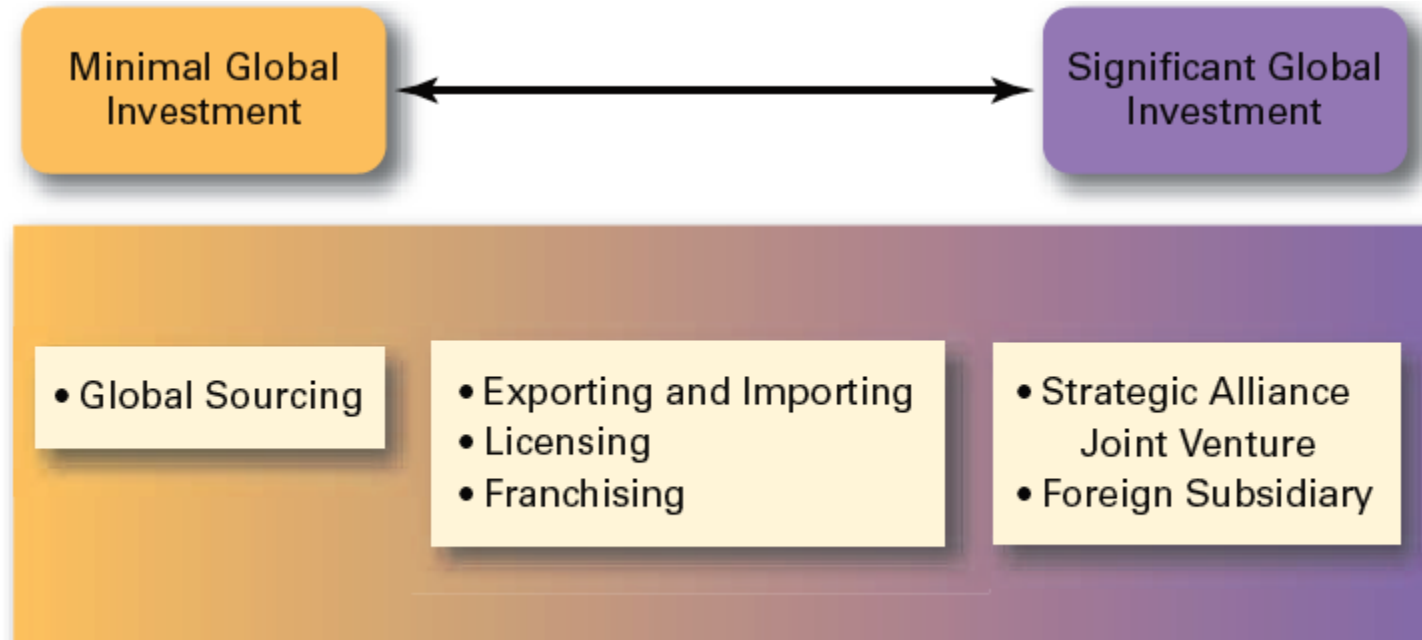 Minimal Global
Investment
Significant Global
Investment
• Global Sourcing
• Exporting and Importing
• Licensing
• Franchising
• Strategic Alliance
Joint Venture
• Foreign Subsidiary